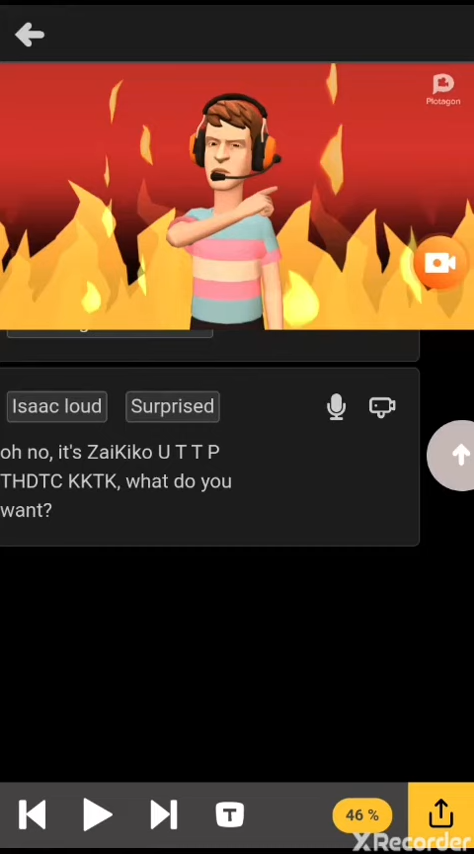 Plotagon
Isaac loud
Surprised
oh no, it's ZaiKiko U T T P
THDTC KKTK, what do you
want?
T
46 %
XRecorder